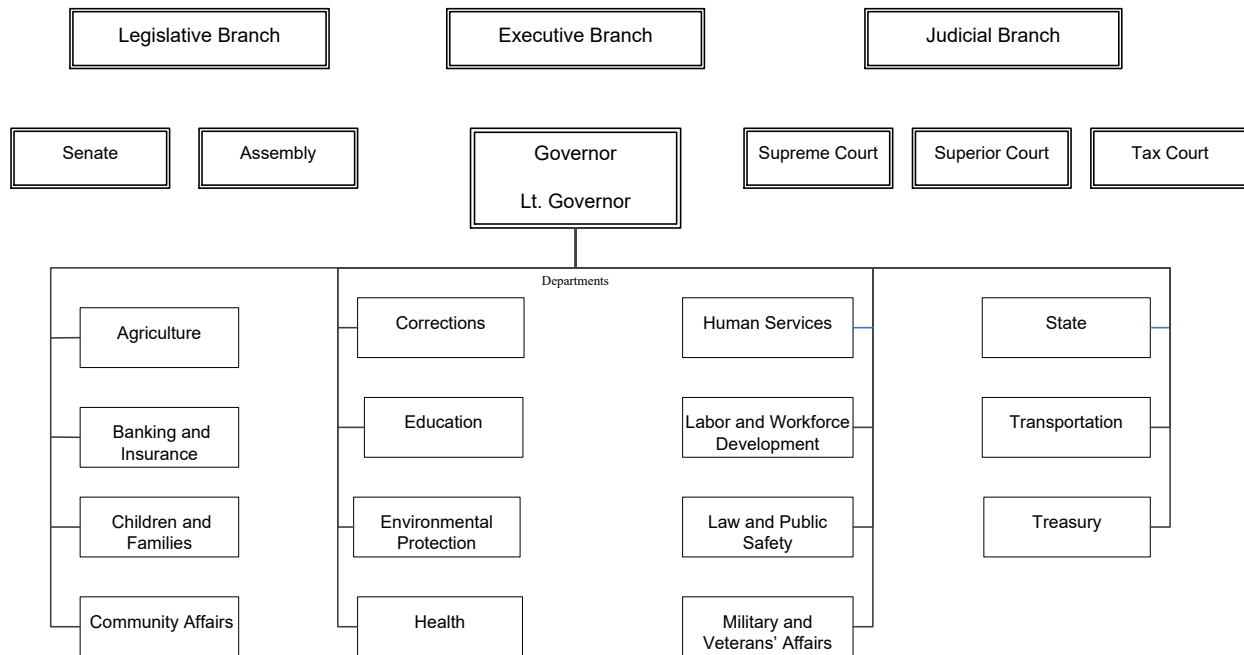 Legislative Branch
Executive Branch
Judicial Branch
Senate
Assembly
Governor
Lt. Governor
Supreme Court
Superior Court
Tax Court
Departments
Agriculture
Banking and
Insurance
Children and
Families
Community Affairs
Corrections
Education
Environmental
Protection
Health
Human Services
Labor and Workforce
Development
Law and Public
Safety
Military and
Veterans’ Affairs
State
Transportation
Treasury